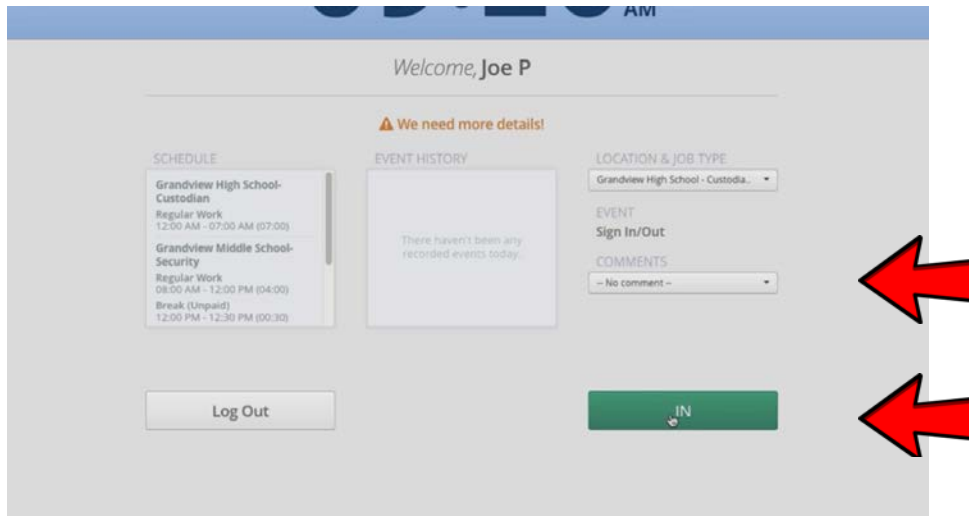 AM
Welcome, Joe P
We need more details!
SCHEDULE
Grandview High School-
Custodian
Regular Work
12:00 AM - 07:00 AM (07:00)
Grandview Middle School-
Security
Regular Work
08:00 AM - 12:00 PM (04:00)
Break (Unpaid)
12:00 PM - 12:30 PM (00:30)
EVENT HISTORY
There haven't been any
recorded events today.
LOCATION & JOB TYPE
Grandview High School - Custodia..
EVENT
Sign In/Out
COMMENTS
-- No comment --
Log Out
IN